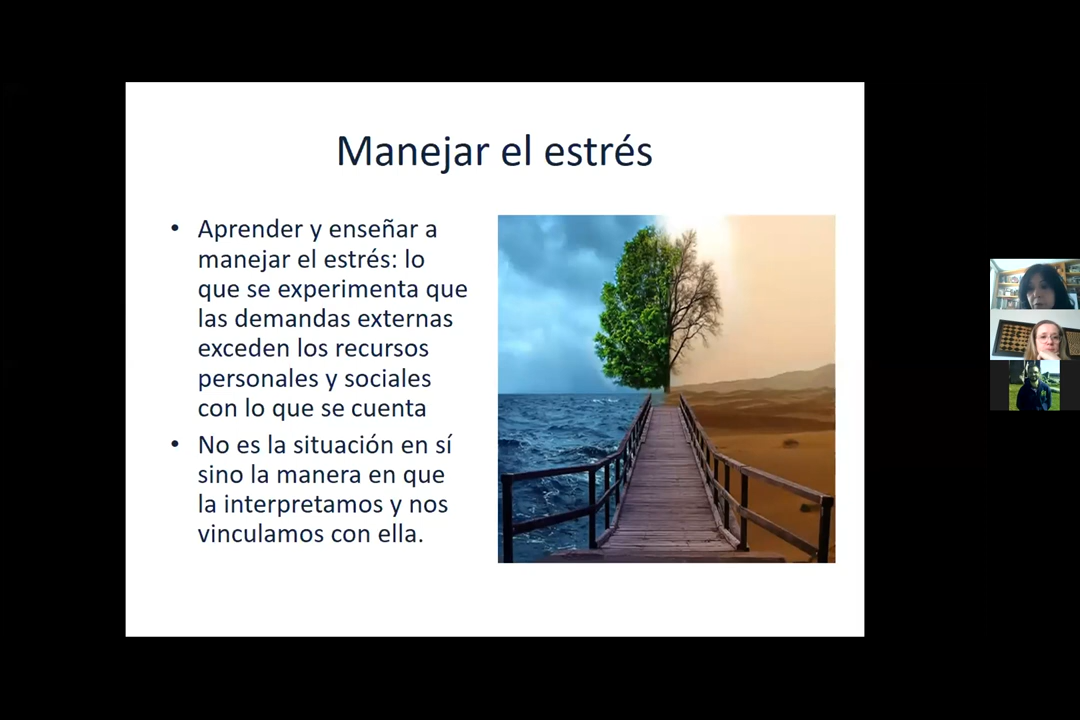 Manejar el estrés
• Aprender y enseñar a
manejar el estrés: lo
que se experimenta que
las demandas externas
exceden los recursos
personales y sociales
con lo que se cuenta
• No es la situación en sí
sino la manera en que
la interpretamos y nos
vinculamos con ella.